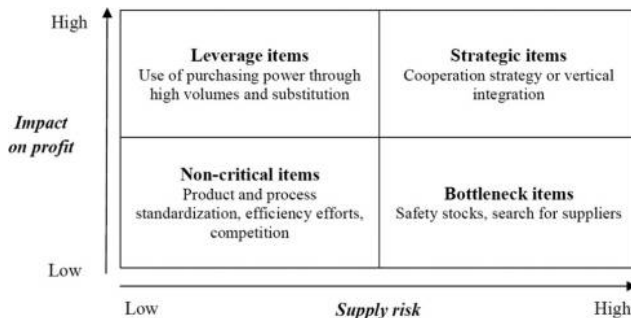 High
Leverage items
Use of purchasing power through
high volumes and substitution
Strategic items
Cooperation strategy or vertical
integration
Impact
on profit
Non-critical items
Product and process
standardization, efficiency efforts,
competition
Bottleneck items
Safety stocks, search for suppliers
Low
Low
Supply risk
High